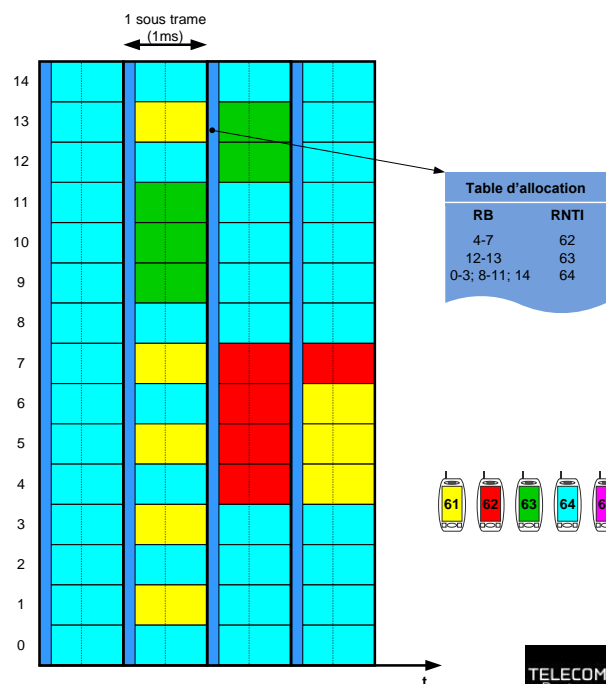 1 sous trame
(1ms)
14
13
12
11
10
9
8
7
6
5
4
3
2
1
0
t
Table d'allocation
RB RNTI
4-7 62
12-13 63
0-3; 8-11; 14 64
61 62 63 64
TELECOM